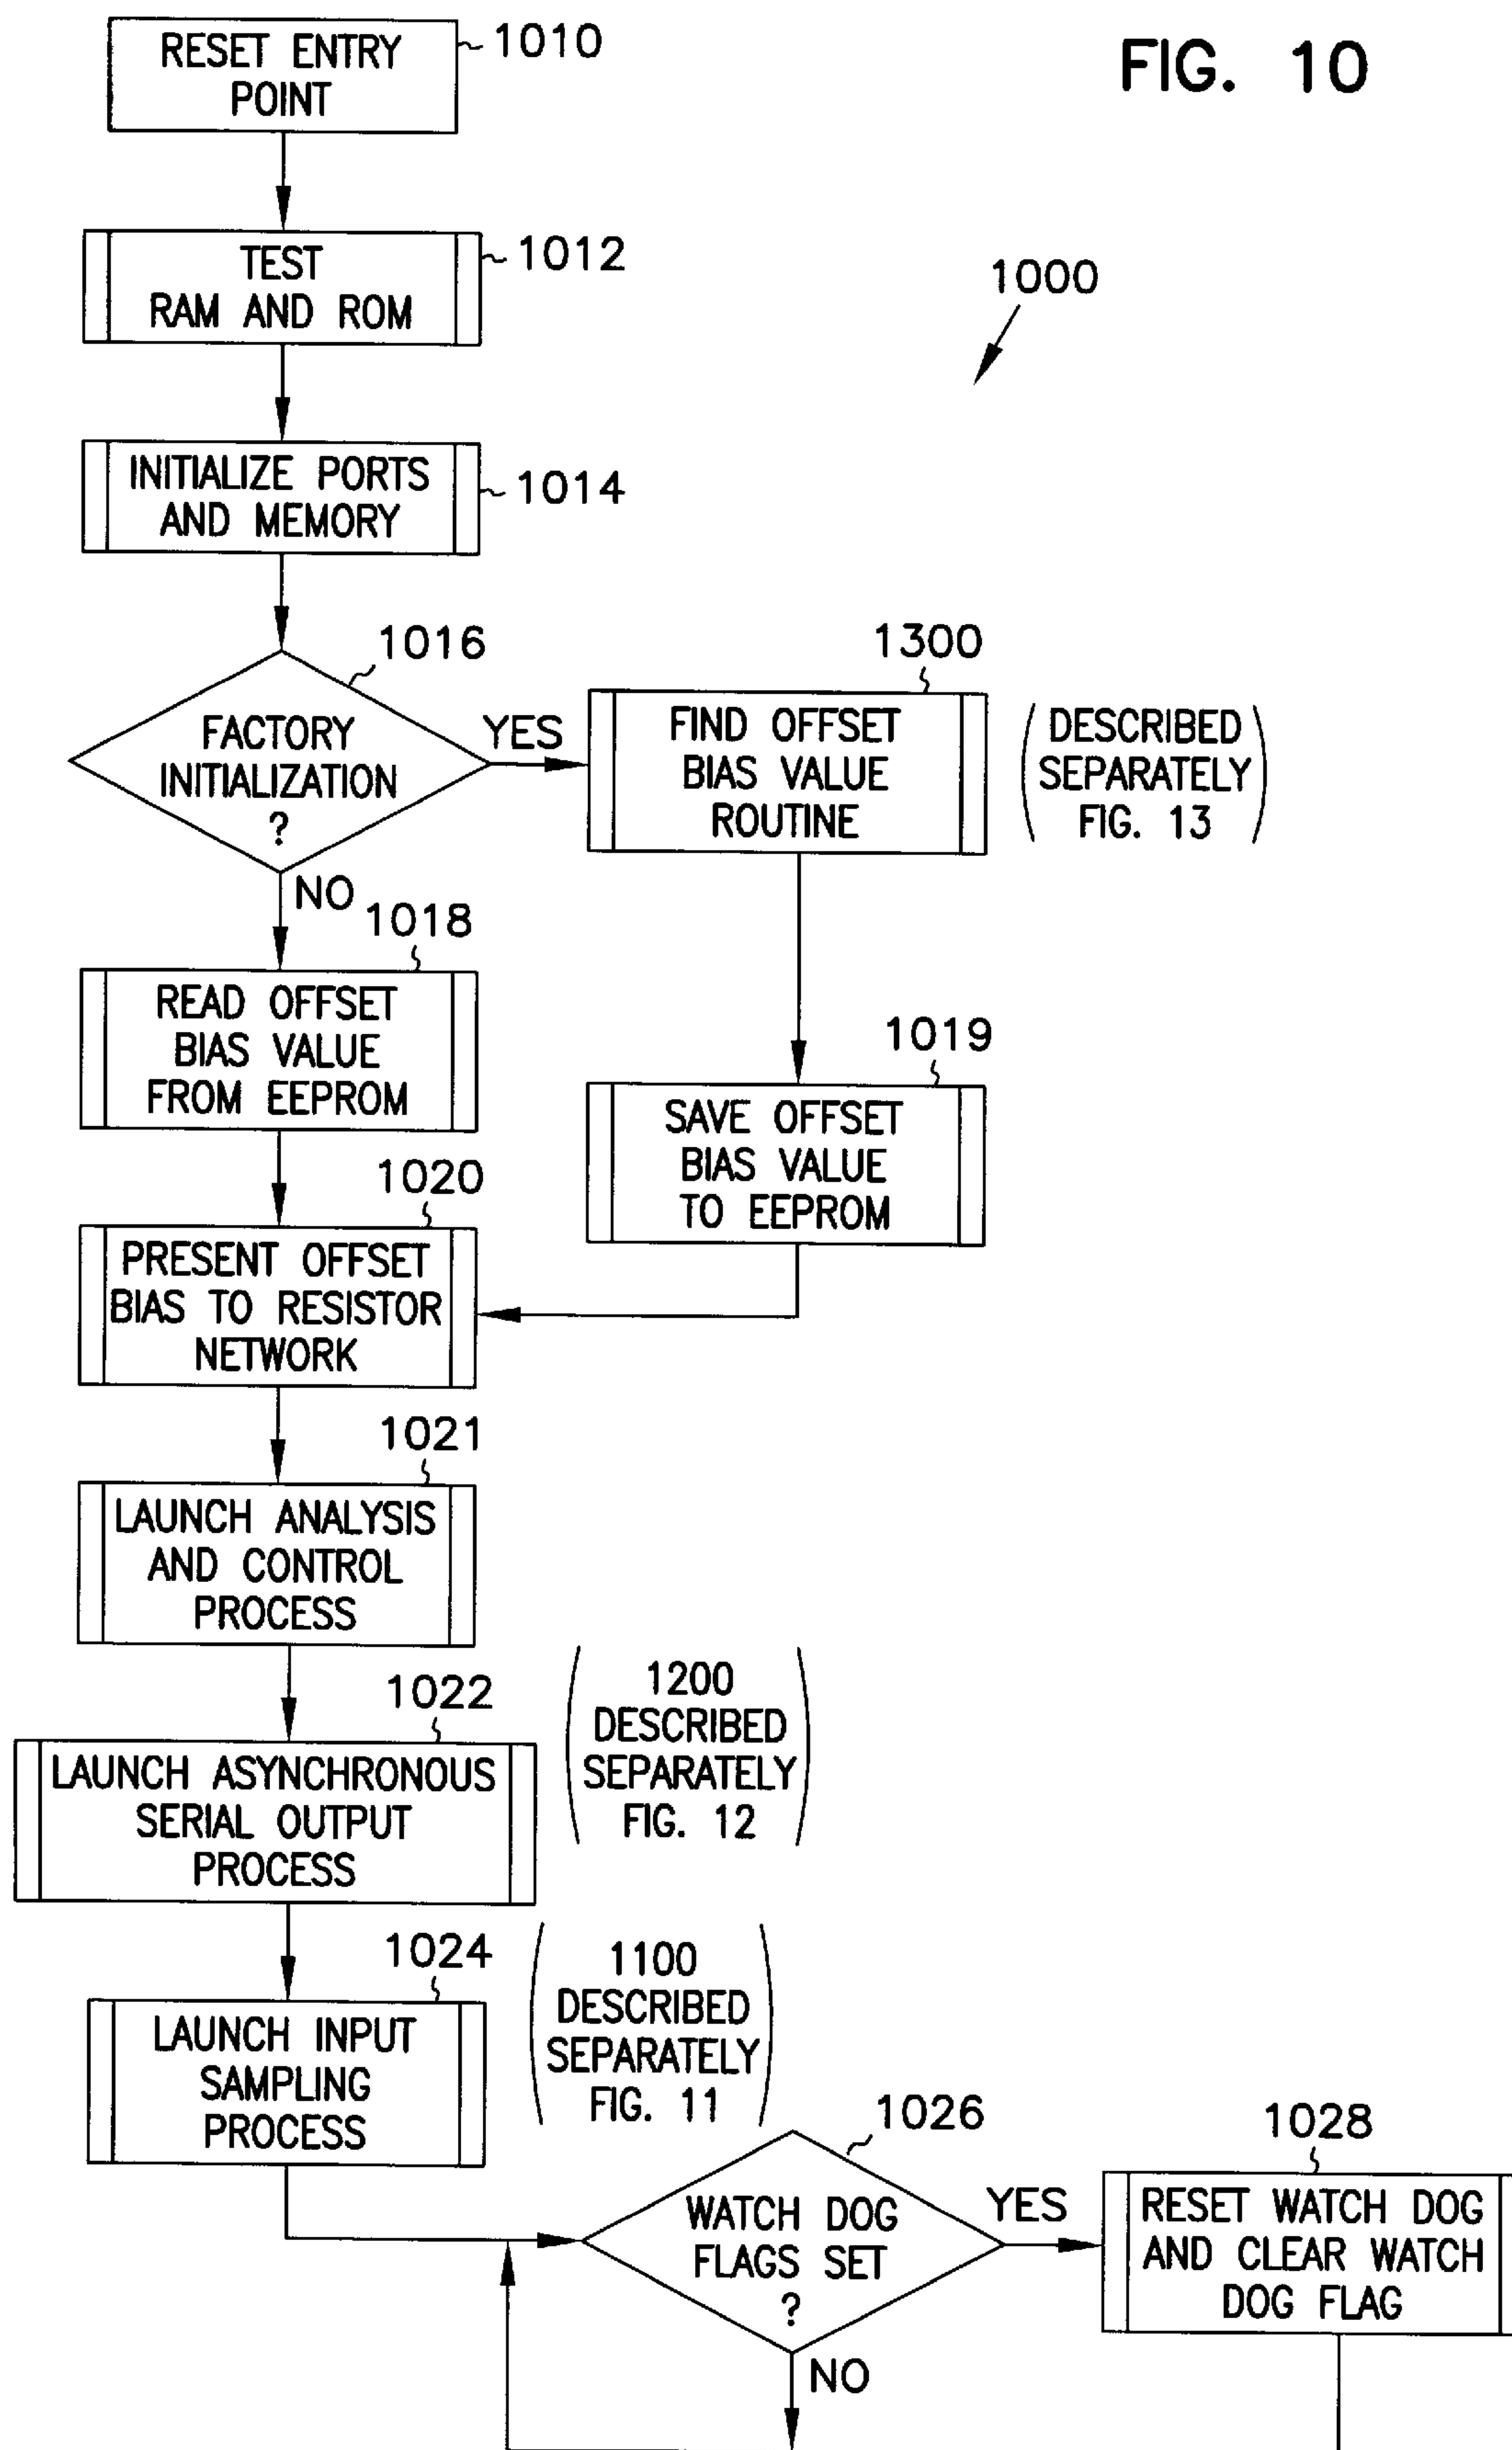 FIG. 10
RESET ENTRY
POINT
1010
TEST
RAM AND ROM
1012
1000
INITIALIZE PORTS
AND MEMORY
1014
1016
FACTORY
INITIALIZATION
?
YES
NO
1300
FIND OFFSET
BIAS VALUE
ROUTINE
(DESCRIBED
SEPARATELY
FIG. 13)
1018
READ OFFSET
BIAS VALUE
FROM EEPROM
1019
SAVE OFFSET
BIAS VALUE
TO EEPROM
1020
PRESENT OFFSET
BIAS TO RESISTOR
NETWORK
1021
LAUNCH ANALYSIS
AND CONTROL
PROCESS
1022
LAUNCH ASYNCHRONOUS
SERIAL OUTPUT
PROCESS
(1200
DESCRIBED
SEPARATELY
FIG. 12)
1024
LAUNCH INPUT
SAMPLING
PROCESS
(1100
DESCRIBED
SEPARATELY
FIG. 11)
1026
WATCH DOG
FLAGS SET
?
YES
NO
1028
RESET WATCH DOG
AND CLEAR WATCH
DOG FLAG